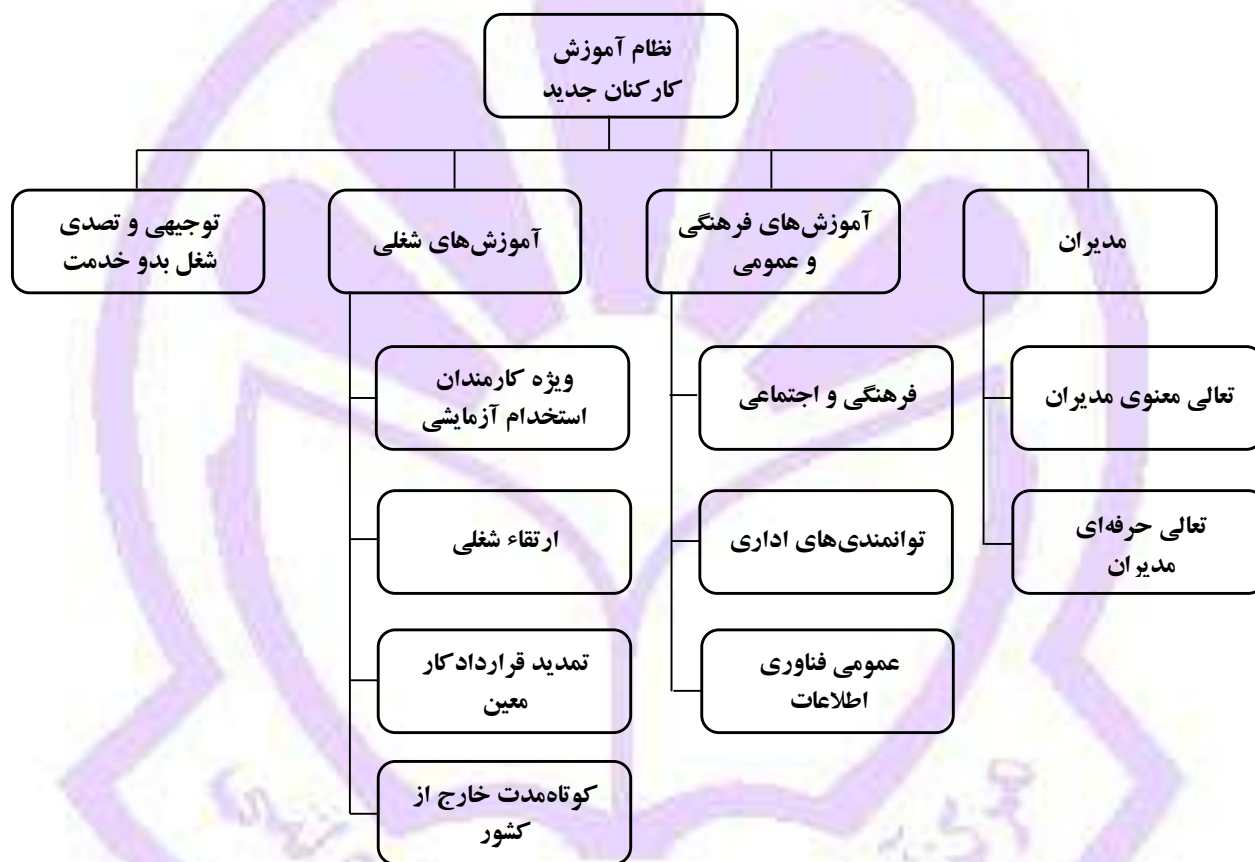 نظام آموزش
کارکنان جدید
مدیران
آموزش‌های فرهنگی
و عمومی
آموزش‌های شغلی
توجیهی و تصدی
شغل بدو خدمت
تعالی معنوی مدیران
تعالی حرفه‌ای
مدیران
فرهنگی و اجتماعی
توانمندی‌های اداری
عمومی فناوری
اطلاعات
ویژه کارمندان
استخدام آزمایشی
ارتقاء شغلی
تمدید قرارداد کار
معین
کوتاه‌مدت خارج از
کشور